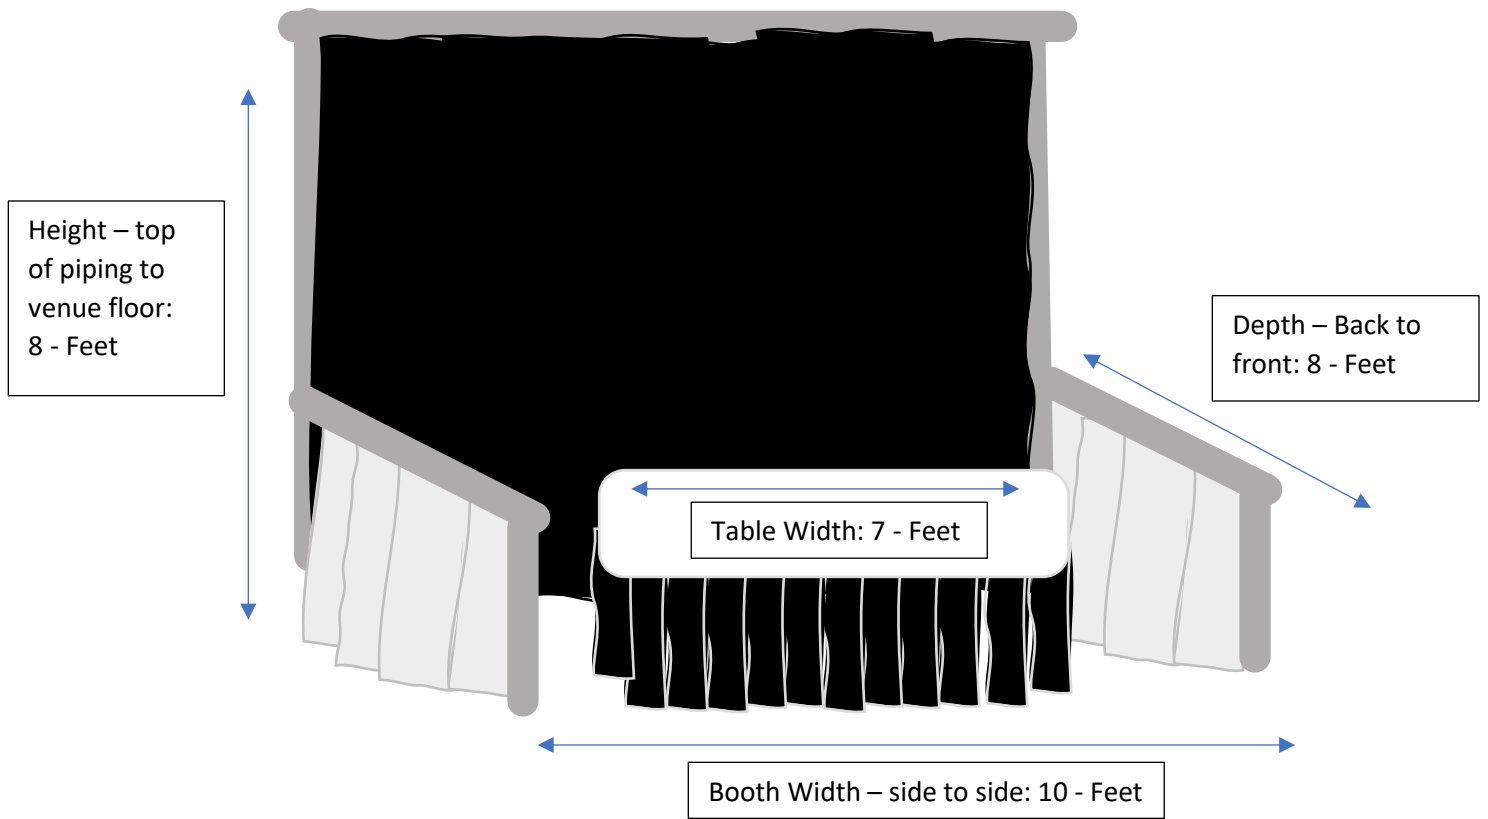 Height – top
of piping to
venue floor:
8 - Feet
Depth – Back to
front: 8 - Feet
Table Width: 7 - Feet
Booth Width – side to side: 10 - Feet